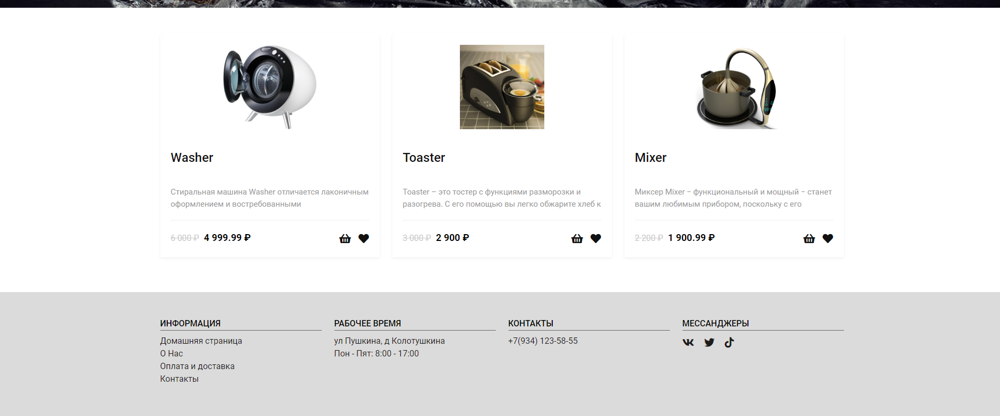 Washer
Стиральная машина Washer отличается лаконичным
оформлением и востребованными
6 000 ₽ 4 999.99 ₽
Toaster
Toaster – это тостер с функциями разморозки и
разогрева. С его помощью вы легко обжарите хлеб к
3 000 ₽ 2 900 ₽
Mixer
Миксер Mixer – функциональный и мощный – станет
вашим любимым прибором, поскольку с его
2 200 ₽ 1 900.99 ₽
ИНФОРМАЦИЯ
Домашняя страница
О Нас
Оплата и доставка
Контакты
РАБОЧЕЕ ВРЕМЯ
ул Пушкина, д Колотушкина
Пон - Пят: 8:00 - 17:00
КОНТАКТЫ
+7(934) 123-58-55
МЕССАНДЖЕРЫ